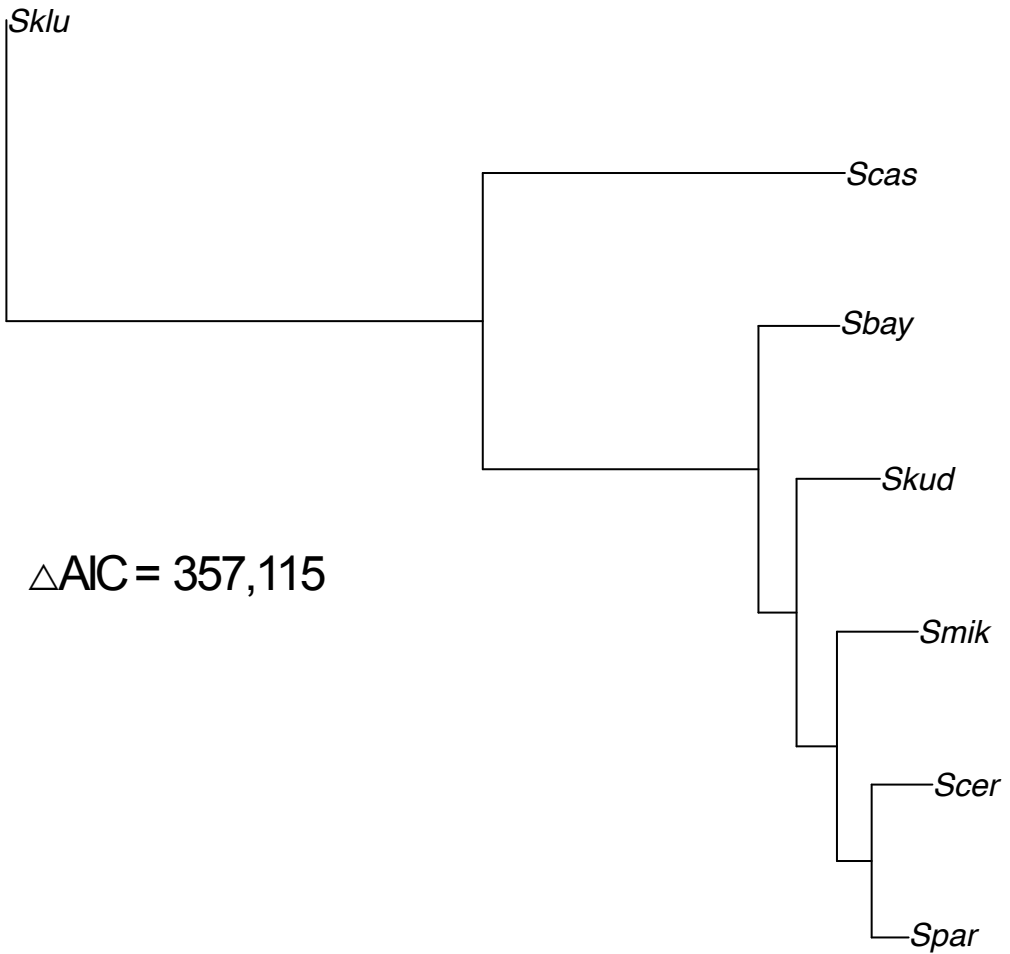 Sklu
Scas
Sbay
Skud
△AIC = 357,115
Smik
Scer
Spar